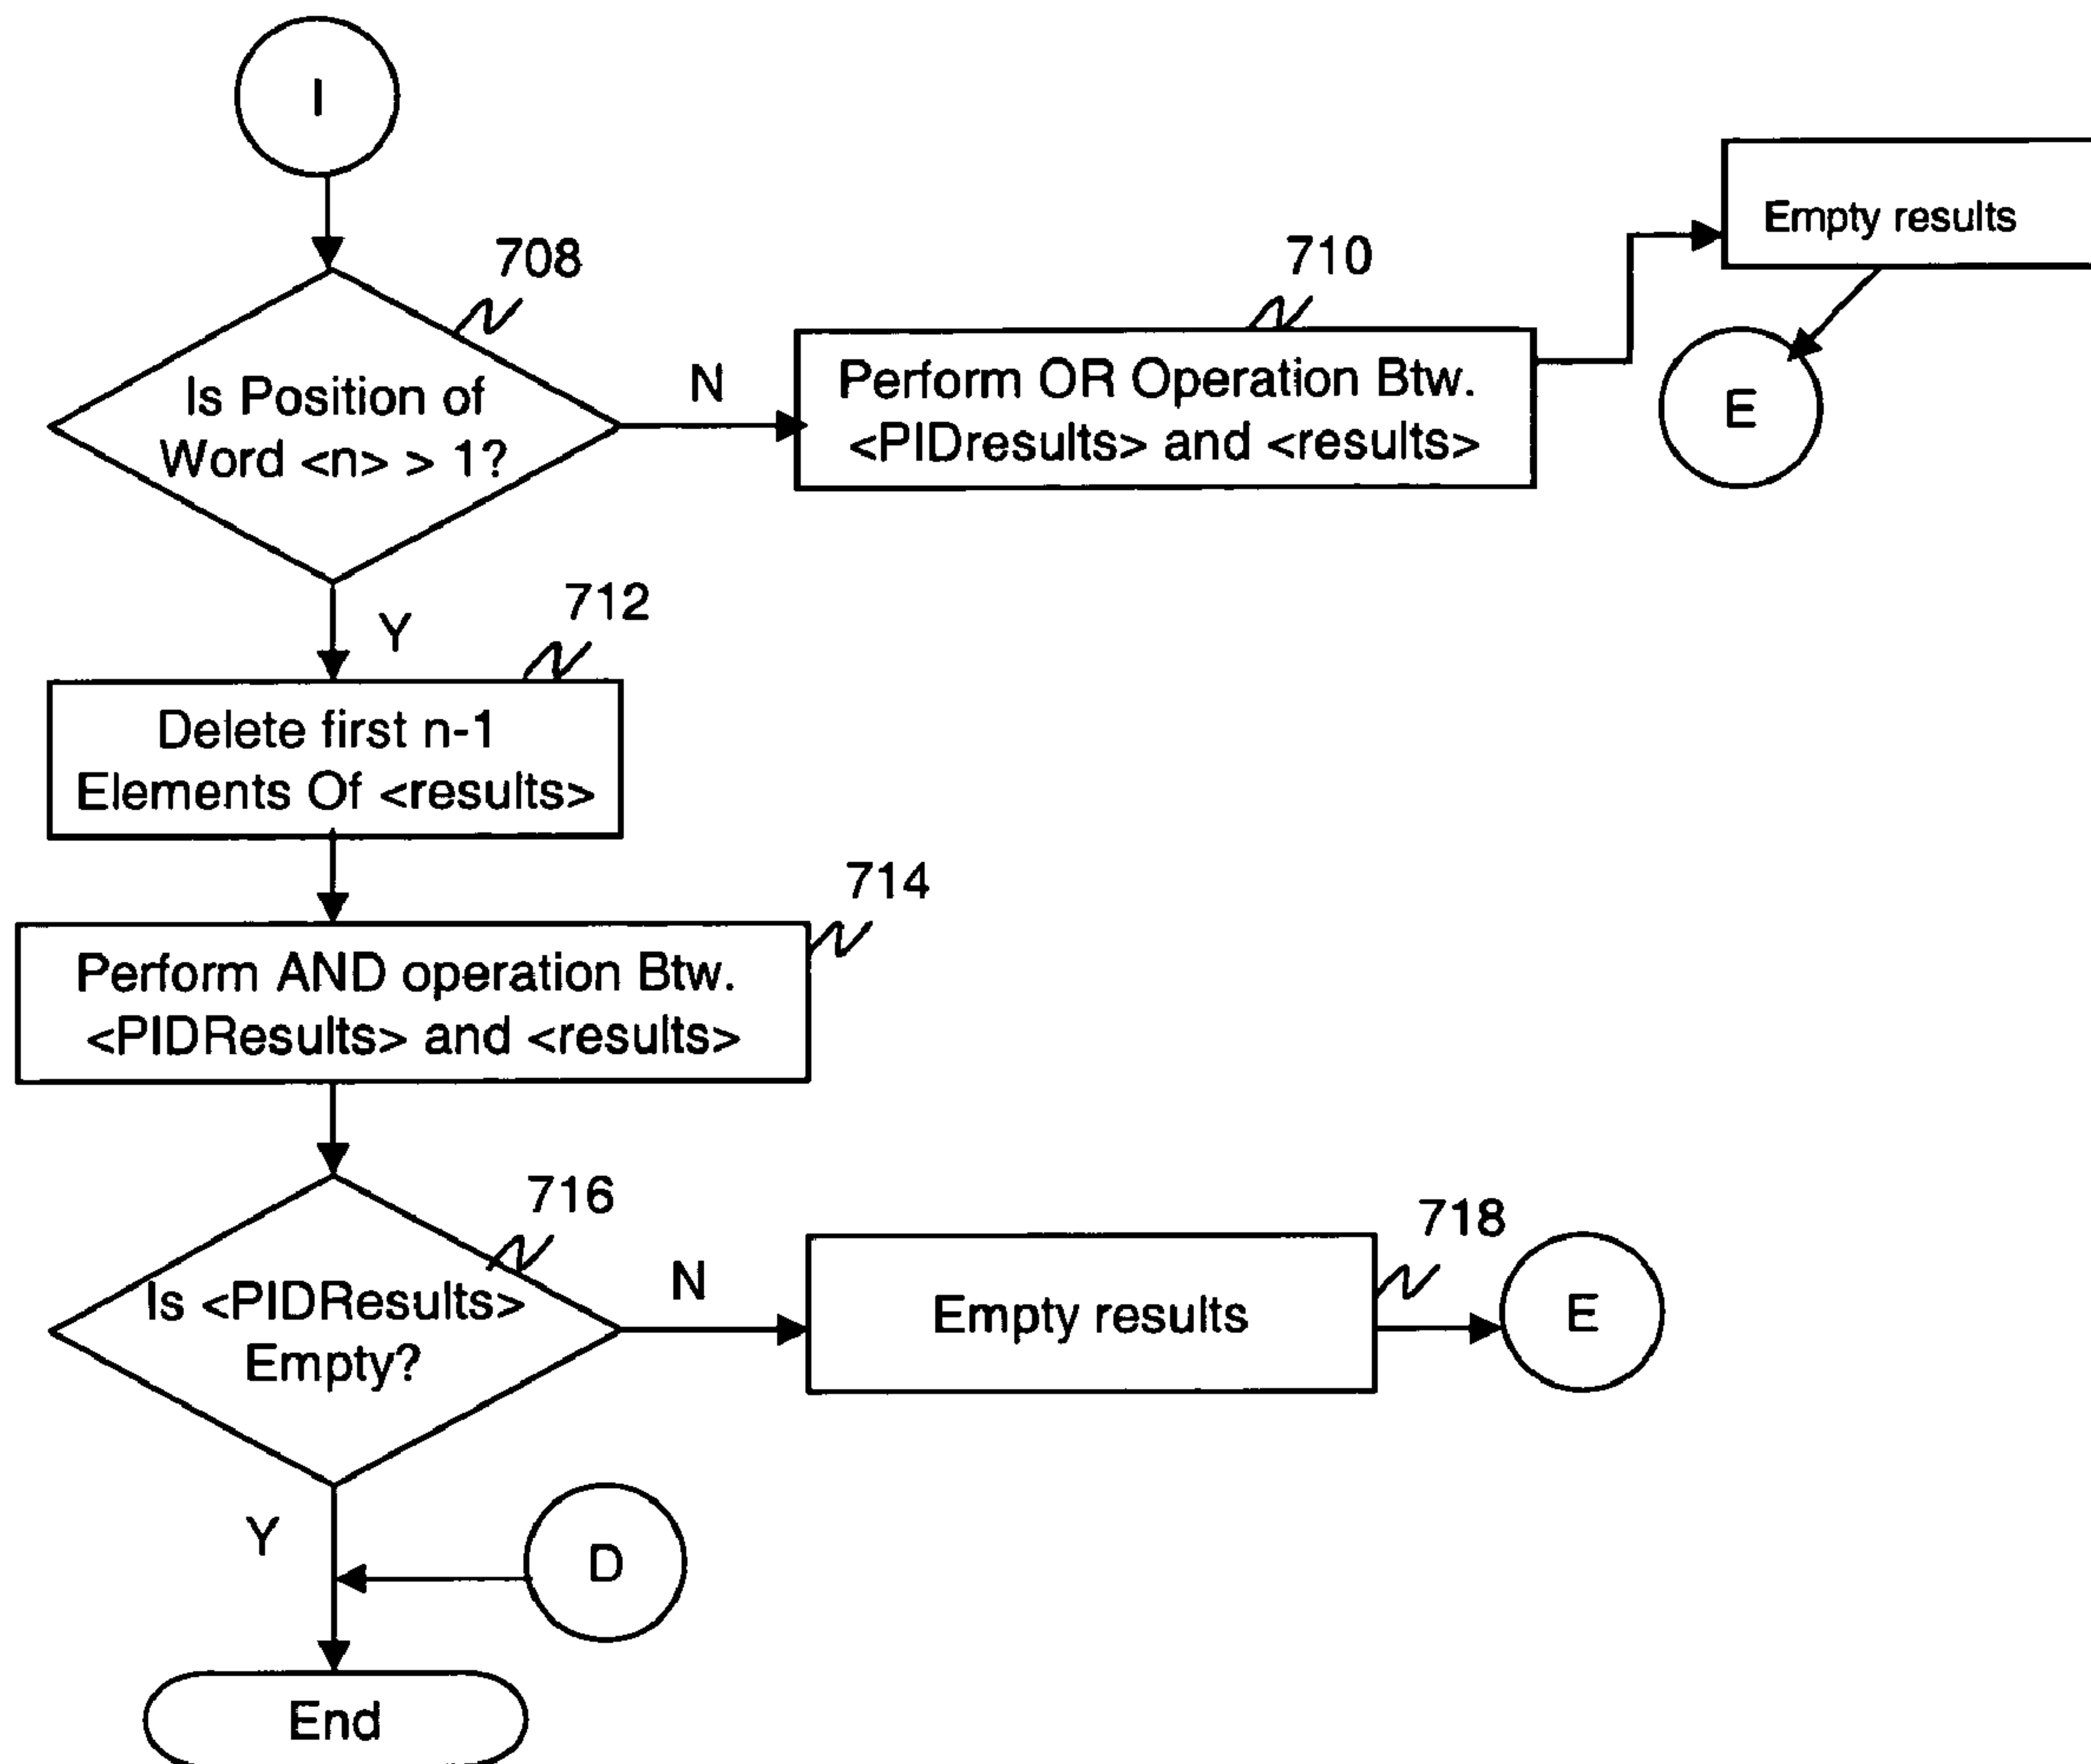 I
708
Is Position of
Word <n> > 1?
N
710
Perform OR Operation Btw.
<PIDresults> and <results>
Empty results
E
Y
712
Delete first n-1
Elements Of <results>
714
Perform AND operation Btw.
<PIDResults> and <results>
716
Is <PIDResults>
Empty?
N
718
Empty results
E
Y
D
End